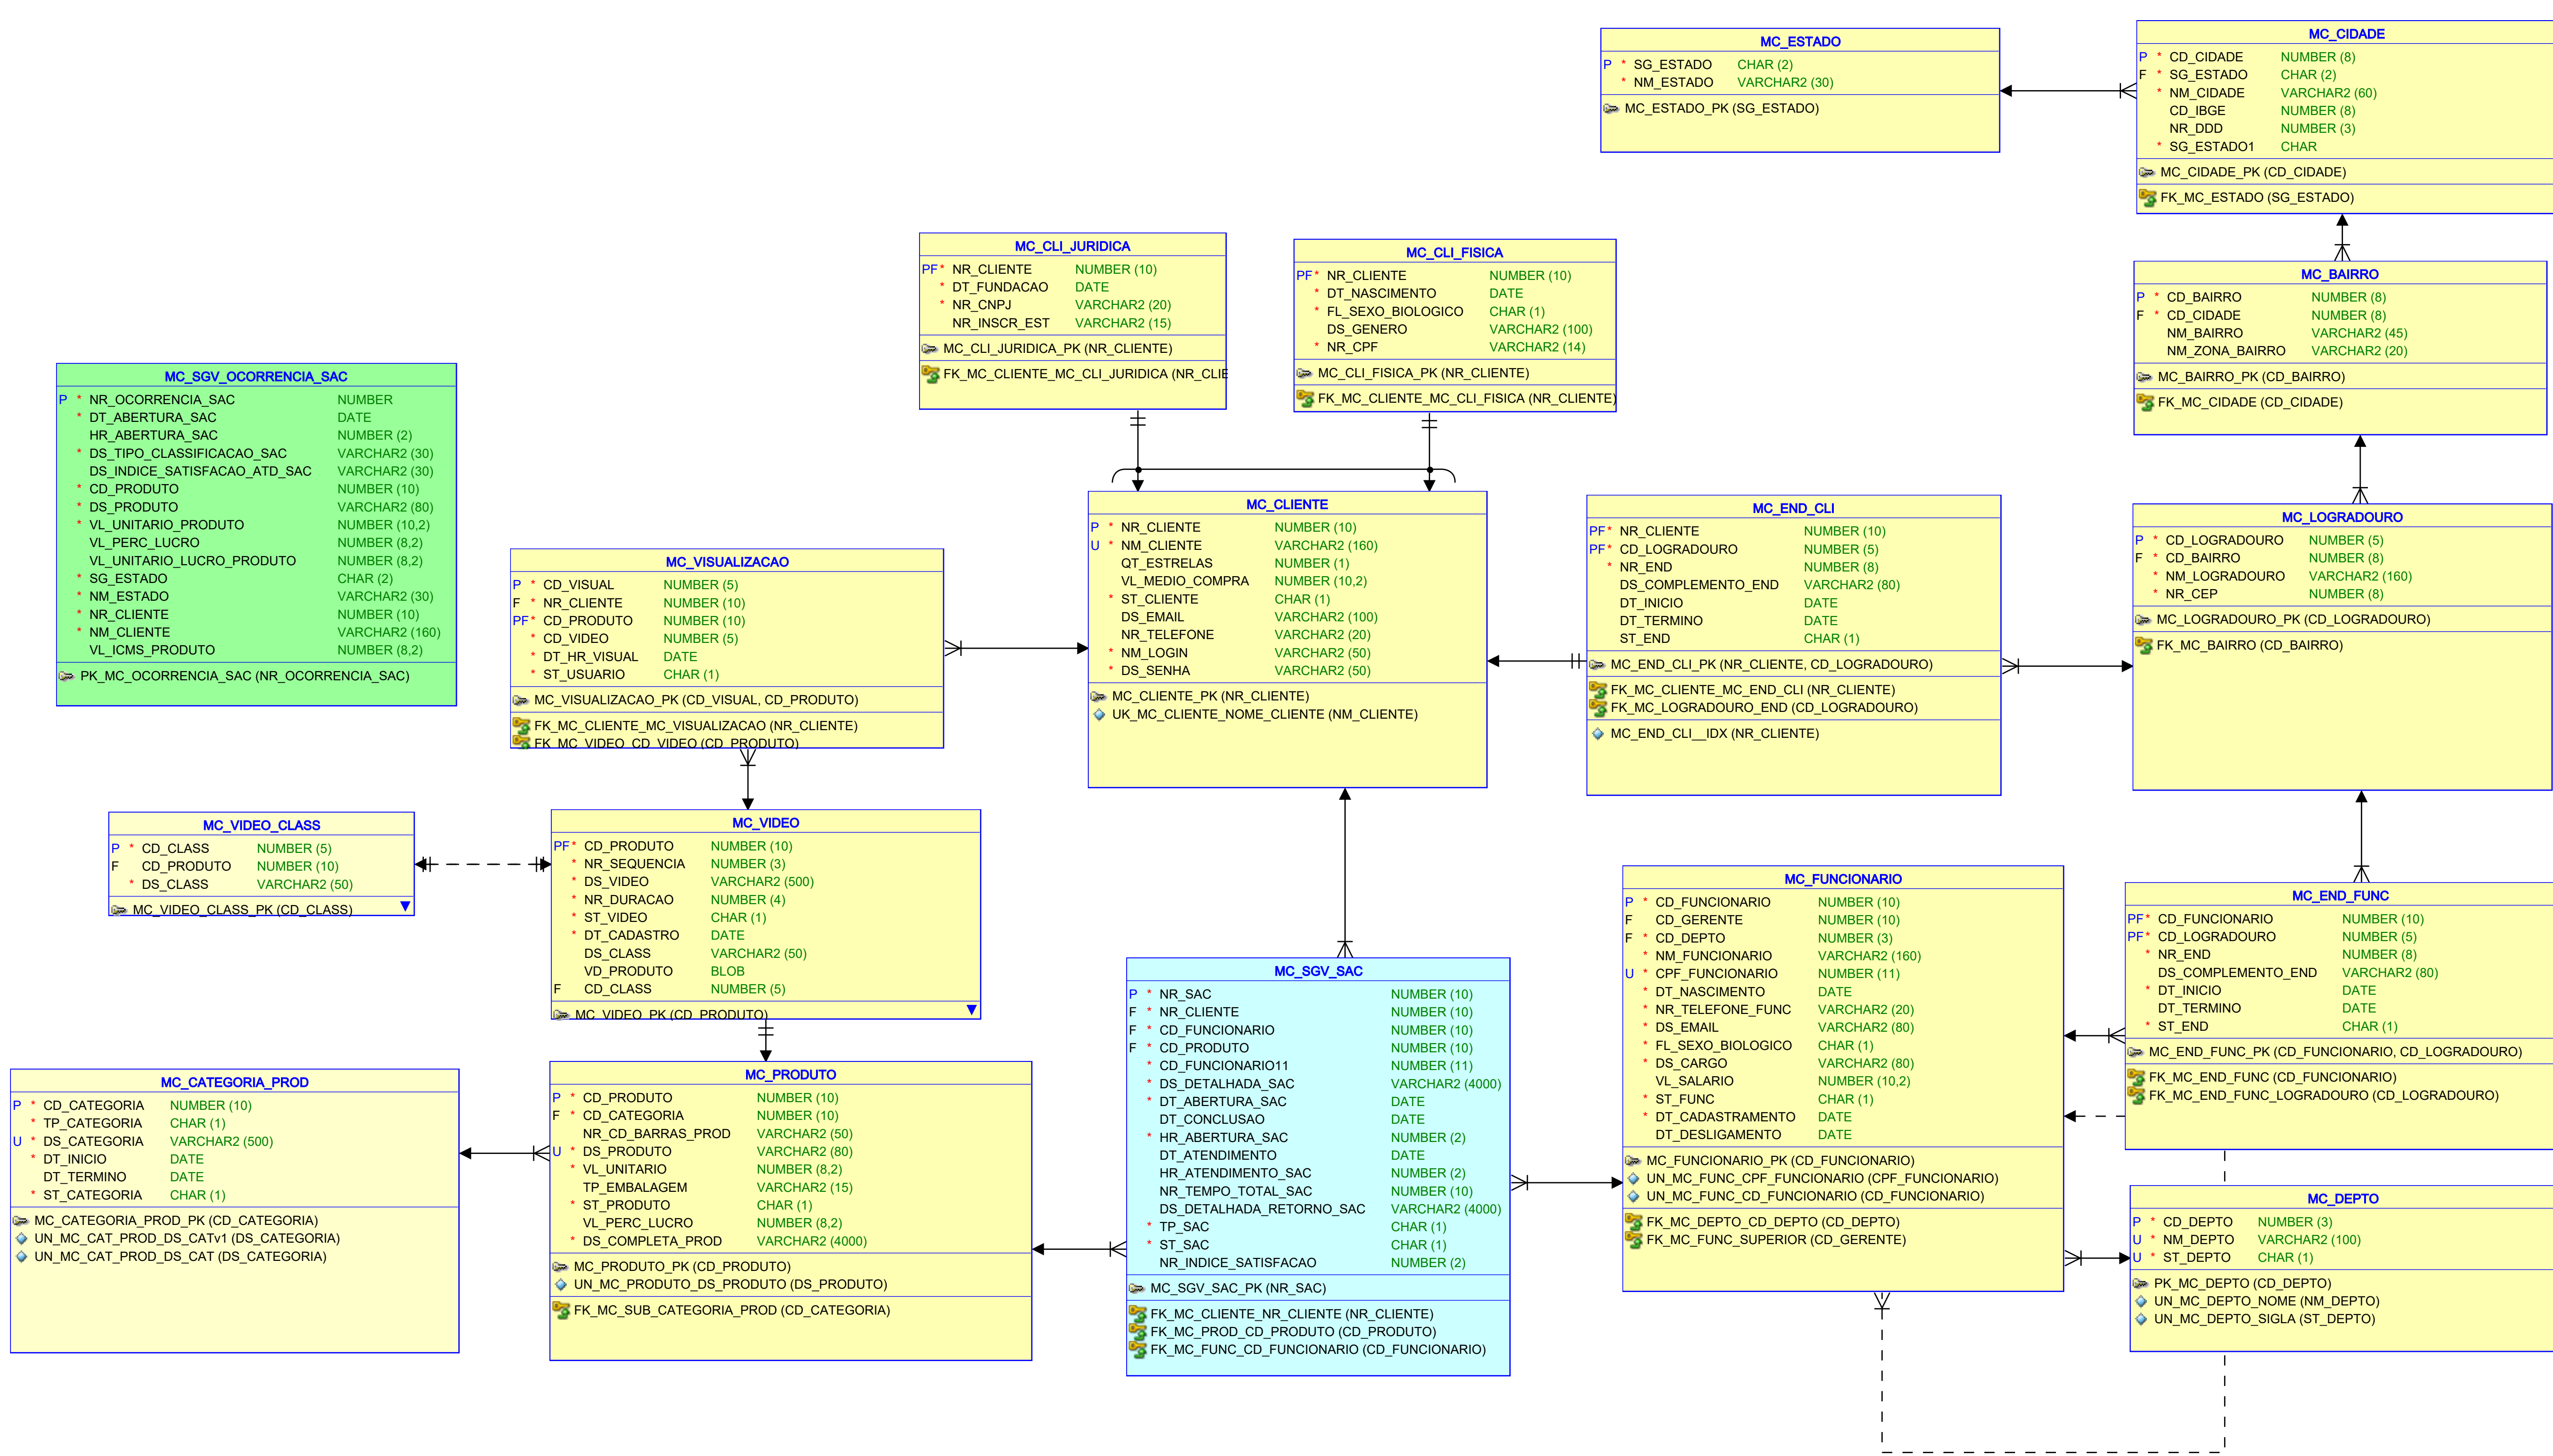 MC_ESTADO
P * SG_ESTADO CHAR (2)
* NM_ESTADO VARCHAR2 (30)
MC_ESTADO_PK (SG_ESTADO)
MC_CIDADE
P * CD_CIDADE NUMBER (8)
F * SG_ESTADO CHAR (2)
* NM_CIDADE VARCHAR2 (60)
CD_IBGE NUMBER (8)
NR_DDD NUMBER (3)
* SG_ESTADO1 CHAR
MC_CIDADE_PK (CD_CIDADE)
FK_MC_ESTADO (SG_ESTADO)
MC_CLI_JURIDICA
PF * NR_CLIENTE NUMBER (10)
* DT_FUNDACAO DATE
* NR_CNPJ VARCHAR2 (20)
NR_INSCR_EST VARCHAR2 (15)
MC_CLI_JURIDICA_PK (NR_CLIENTE)
FK_MC_CLIENTE_MC_CLI_JURIDICA (NR_CLIE
MC_CLI_FISICA
PF * NR_CLIENTE NUMBER (10)
* DT_NASCIMENTO DATE
* FL_SEXO_BIOLOGICO CHAR (1)
DS_GENERO VARCHAR2 (100)
* NR_CPF VARCHAR2 (14)
MC_CLI_FISICA_PK (NR_CLIENTE)
FK_MC_CLIENTE_MC_CLI_FISICA (NR_CLIENTE)
MC_BAIRRO
P * CD_BAIRRO NUMBER (8)
F * CD_CIDADE NUMBER (8)
NM_BAIRRO VARCHAR2 (45)
NM_ZONA_BAIRRO VARCHAR2 (20)
MC_BAIRRO_PK (CD_BAIRRO)
FK_MC_CIDADE (CD_CIDADE)
MC_SGV_OCORRENCIA_SAC
P * NR_OCORRENCIA_SAC NUMBER
* DT_ABERTURA_SAC DATE
HR_ABERTURA_SAC NUMBER (2)
* DS_TIPO_CLASSIFICACAO_SAC VARCHAR2 (30)
DS_INDICE_SATISFACAO_ATD_SAC VARCHAR2 (30)
* CD_PRODUTO NUMBER (10)
* DS_PRODUTO VARCHAR2 (80)
* VL_UNITARIO_PRODUTO NUMBER (10,2)
VL_PERC_LUCRO NUMBER (8,2)
VL_UNITARIO_LUCRO_PRODUTO NUMBER (8,2)
* SG_ESTADO CHAR (2)
* NM_ESTADO VARCHAR2 (30)
* NR_CLIENTE NUMBER (10)
* NM_CLIENTE VARCHAR2 (160)
VL_ICMS_PRODUTO NUMBER (8,2)
PK_MC_OCORRENCIA_SAC (NR_OCORRENCIA_SAC)
MC_VISUALIZACAO
P * CD_VISUAL NUMBER (5)
F * NR_CLIENTE NUMBER (10)
PF * CD_PRODUTO NUMBER (10)
* CD_VIDEO NUMBER (5)
* DT_HR_VISUAL DATE
* ST_USUARIO CHAR (1)
MC_VISUALIZACAO_PK (CD_VISUAL, CD_PRODUTO)
FK_MC_CLIENTE_MC_VISUALIZACAO (NR_CLIENTE)
FK_MC_VIDEO_CD_VIDEO (CD_PRODUTO)
MC_CLIENTE
P * NR_CLIENTE NUMBER (10)
U * NM_CLIENTE VARCHAR2 (160)
QT_ESTRELAS NUMBER (1)
VL_MEDIO_COMPRA NUMBER (10,2)
* ST_CLIENTE CHAR (1)
DS_EMAIL VARCHAR2 (100)
NR_TELEFONE VARCHAR2 (20)
* NM_LOGIN VARCHAR2 (50)
* DS_SENHA VARCHAR2 (50)
MC_CLIENTE_PK (NR_CLIENTE)
UK_MC_CLIENTE_NOME_CLIENTE (NM_CLIENTE)
MC_END_CLI
PF * NR_CLIENTE NUMBER (10)
PF * CD_LOGRADOURO NUMBER (5)
* NR_END NUMBER (8)
DS_COMPLEMENTO_END VARCHAR2 (80)
DT_INICIO DATE
DT_TERMINO DATE
ST_END CHAR (1)
MC_END_CLI_PK (NR_CLIENTE, CD_LOGRADOURO)
FK_MC_CLIENTE_MC_END_CLI (NR_CLIENTE)
FK_MC_LOGRADOURO_END (CD_LOGRADOURO)
MC_END_CLI__IDX (NR_CLIENTE)
MC_LOGRADOURO
P * CD_LOGRADOURO NUMBER (5)
F * CD_BAIRRO NUMBER (8)
* NM_LOGRADOURO VARCHAR2 (160)
* NR_CEP NUMBER (8)
MC_LOGRADOURO_PK (CD_LOGRADOURO)
FK_MC_BAIRRO (CD_BAIRRO)
MC_VIDEO_CLASS
P * CD_CLASS NUMBER (5)
F CD_PRODUTO NUMBER (10)
* DS_CLASS VARCHAR2 (50)
MC_VIDEO_CLASS_PK (CD_CLASS)
MC_VIDEO
PF * CD_PRODUTO NUMBER (10)
* NR_SEQUENCIA NUMBER (3)
* DS_VIDEO VARCHAR2 (500)
* NR_DURACAO NUMBER (4)
* ST_VIDEO CHAR (1)
* DT_CADASTRO DATE
DS_CLASS VARCHAR2 (50)
VD_PRODUTO BLOB
F CD_CLASS NUMBER (5)
MC_VIDEO_PK (CD_PRODUTO)
MC_FUNCIONARIO
P * CD_FUNCIONARIO NUMBER (10)
F CD_GERENTE NUMBER (10)
F * CD_DEPTO NUMBER (3)
* NM_FUNCIONARIO VARCHAR2 (160)
U * CPF_FUNCIONARIO NUMBER (11)
* DT_NASCIMENTO DATE
* NR_TELEFONE_FUNC VARCHAR2 (20)
* DS_EMAIL VARCHAR2 (80)
* FL_SEXO_BIOLOGICO CHAR (1)
* DS_CARGO VARCHAR2 (80)
VL_SALARIO NUMBER (10,2)
* ST_FUNC CHAR (1)
* DT_CADASTRAMENTO DATE
DT_DESLIGAMENTO DATE
MC_FUNCIONARIO_PK (CD_FUNCIONARIO)
UN_MC_FUNC_CPF_FUNCIONARIO (CPF_FUNCIONARIO)
UN_MC_FUNC_CD_FUNCIONARIO (CD_FUNCIONARIO)
FK_MC_DEPTO_CD_DEPTO (CD_DEPTO)
FK_MC_FUNC_SUPERIOR (CD_GERENTE)
MC_END_FUNC
PF * CD_FUNCIONARIO NUMBER (10)
PF * CD_LOGRADOURO NUMBER (5)
* NR_END NUMBER (8)
DS_COMPLEMENTO_END VARCHAR2 (80)
* DT_INICIO DATE
DT_TERMINO DATE
* ST_END CHAR (1)
MC_END_FUNC_PK (CD_FUNCIONARIO, CD_LOGRADOURO)
FK_MC_END_FUNC (CD_FUNCIONARIO)
FK_MC_END_FUNC_LOGRADOURO (CD_LOGRADOURO)
MC_SGV_SAC
P * NR_SAC NUMBER (10)
F * NR_CLIENTE NUMBER (10)
F * CD_FUNCIONARIO NUMBER (10)
F * CD_PRODUTO NUMBER (10)
* CD_FUNCIONARIO11 NUMBER (11)
* DS_DETALHADA_SAC VARCHAR2 (4000)
* DT_ABERTURA_SAC DATE
DT_CONCLUSAO DATE
* HR_ABERTURA_SAC NUMBER (2)
DT_ATENDIMENTO DATE
HR_ATENDIMENTO_SAC NUMBER (2)
NR_TEMPO_TOTAL_SAC NUMBER (10)
DS_DETALHADA_RETORNO_SAC VARCHAR2 (4000)
* TP_SAC CHAR (1)
* ST_SAC CHAR (1)
NR_INDICE_SATISFACAO NUMBER (2)
MC_SGV_SAC_PK (NR_SAC)
FK_MC_CLIENTE_NR_CLIENTE (NR_CLIENTE)
FK_MC_PROD_CD_PRODUTO (CD_PRODUTO)
FK_MC_FUNC_CD_FUNCIONARIO (CD_FUNCIONARIO)
MC_CATEGORIA_PROD
P * CD_CATEGORIA NUMBER (10)
* TP_CATEGORIA CHAR (1)
U * DS_CATEGORIA VARCHAR2 (500)
* DT_INICIO DATE
DT_TERMINO DATE
* ST_CATEGORIA CHAR (1)
MC_CATEGORIA_PROD_PK (CD_CATEGORIA)
UN_MC_CAT_PROD_DS_CATv1 (DS_CATEGORIA)
UN_MC_CAT_PROD_DS_CAT (DS_CATEGORIA)
MC_PRODUTO
P * CD_PRODUTO NUMBER (10)
F * CD_CATEGORIA NUMBER (10)
NR_CD_BARRAS_PROD VARCHAR2 (50)
U * DS_PRODUTO VARCHAR2 (80)
* VL_UNITARIO NUMBER (8,2)
TP_EMBALAGEM VARCHAR2 (15)
* ST_PRODUTO CHAR (1)
VL_PERC_LUCRO NUMBER (8,2)
* DS_COMPLETA_PROD VARCHAR2 (4000)
MC_PRODUTO_PK (CD_PRODUTO)
UN_MC_PRODUTO_DS_PRODUTO (DS_PRODUTO)
FK_MC_SUB_CATEGORIA_PROD (CD_CATEGORIA)
MC_DEPTO
P * CD_DEPTO NUMBER (3)
U * NM_DEPTO VARCHAR2 (100)
U * ST_DEPTO CHAR (1)
PK_MC_DEPTO (CD_DEPTO)
UN_MC_DEPTO_NOME (NM_DEPTO)
UN_MC_DEPTO_SIGLA (ST_DEPTO)